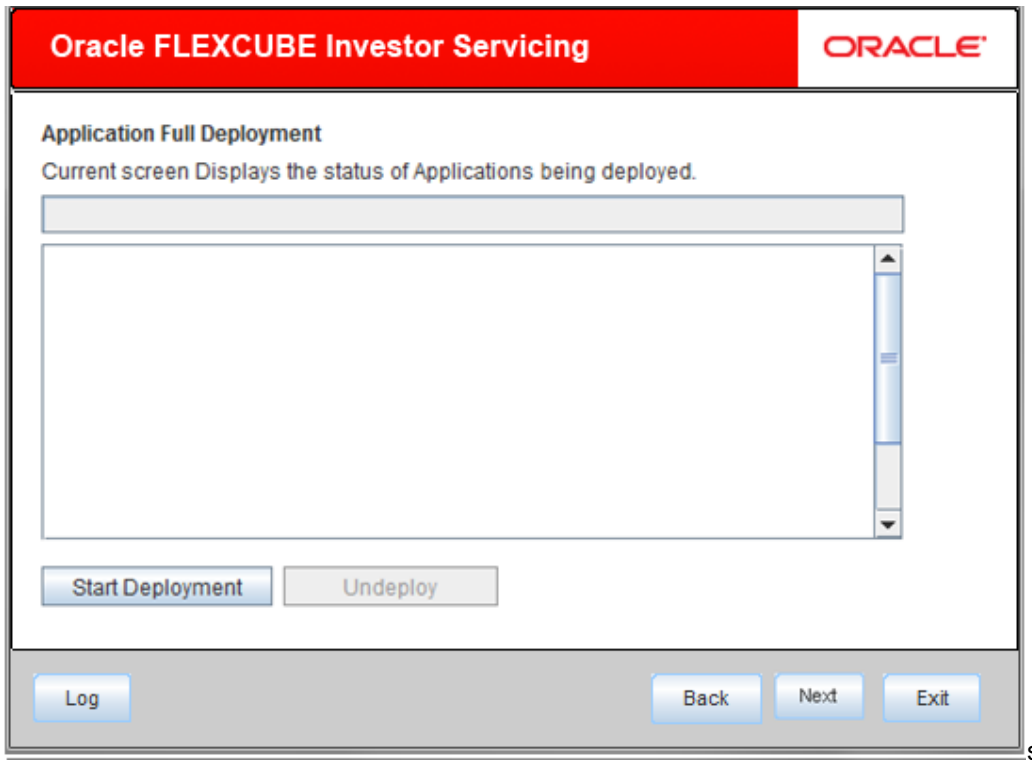 Oracle FLEXCUBE Investor Servicing
ORACLE
Application Full Deployment
Current screen Displays the status of Applications being deployed.
Start Deployment Undeploy
Log Back Next Exit